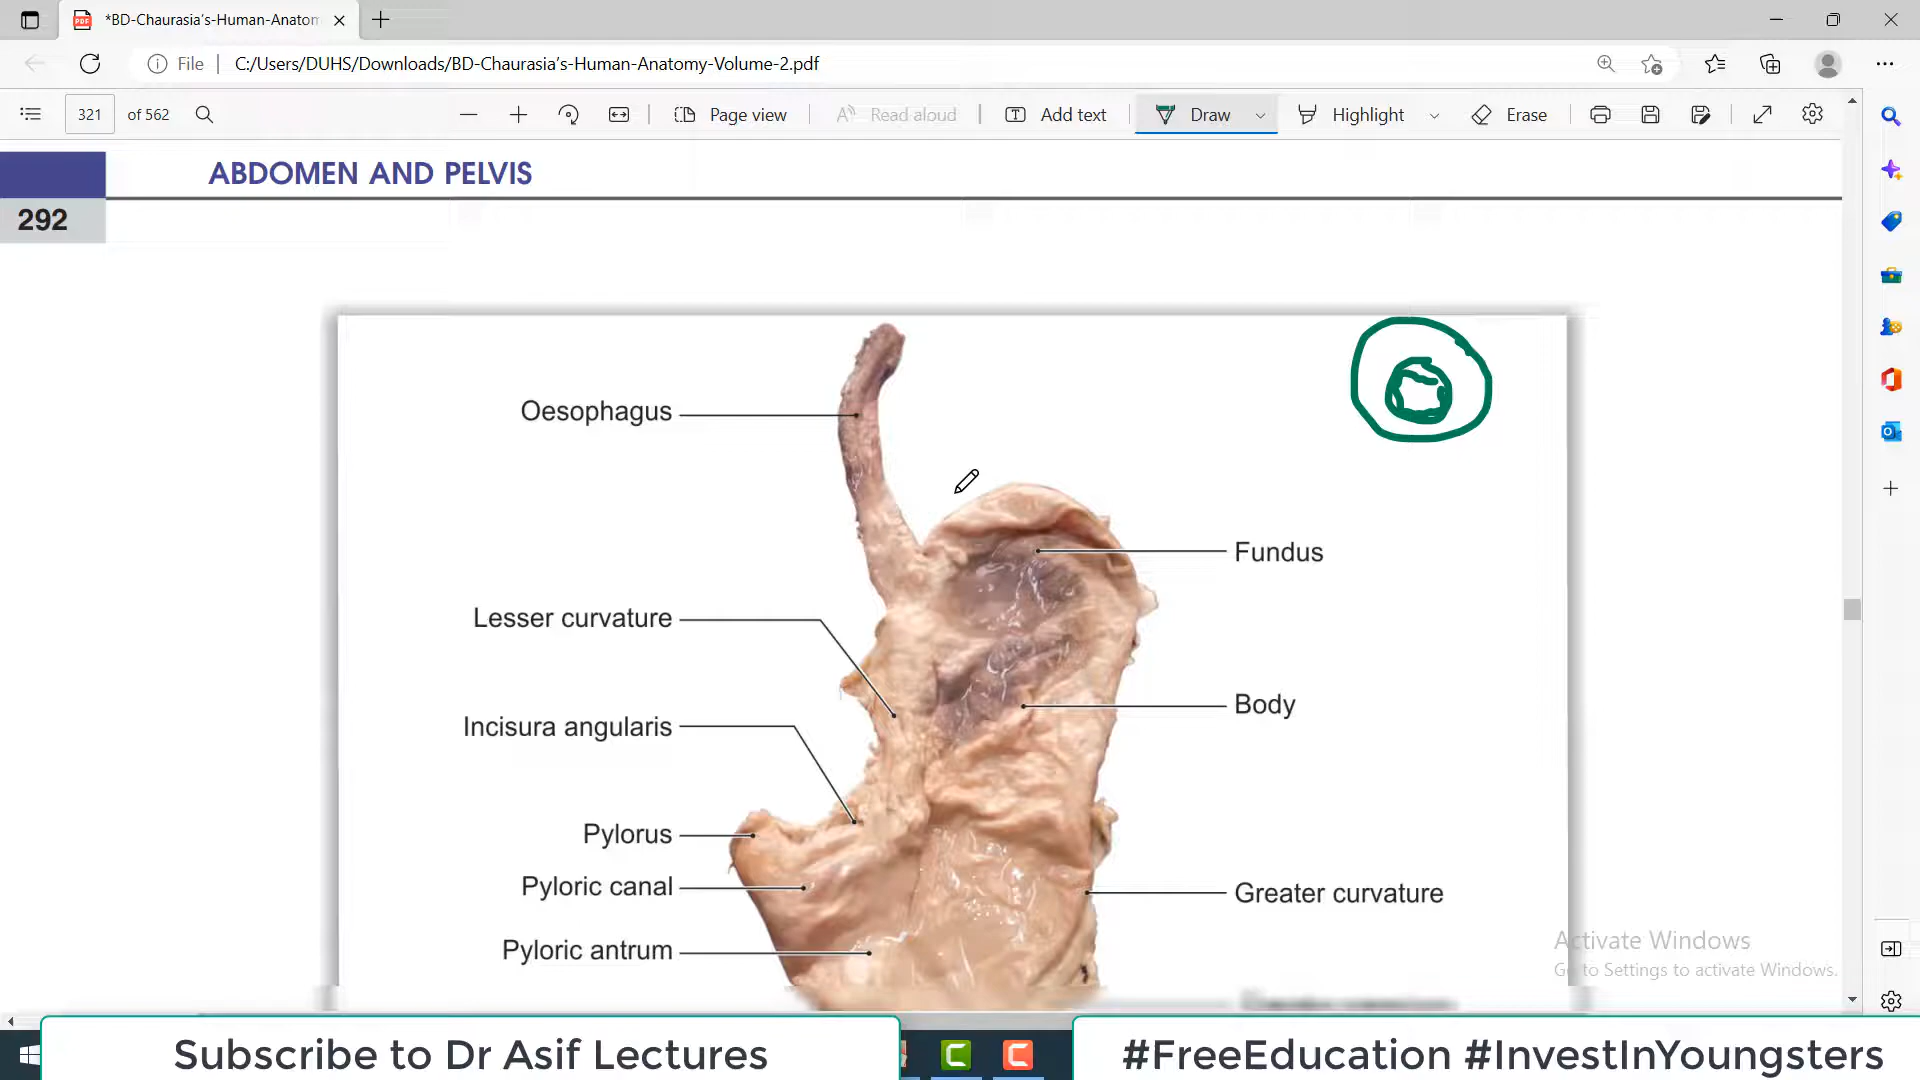 *BD-Chaurasia's-Human-Anatom
File
C:/Users/DUHS/Downloads/BD-Chaurasia's-Human-Anatomy-Volume-2.pdf
321 of 562
Page view
Read aloud
Add text
Draw
Highlight
Erase
ABDOMEN AND PELVIS
292
Oesophagus
Fundus
Lesser curvature
Body
Incisura angularis
Pylorus
Pyloric canal
Greater curvature
Pyloric antrum
Activate Windows
Go to Settings to activate Windows.
Subscribe to Dr Asif Lectures
#FreeEducation #InvestInYoungsters